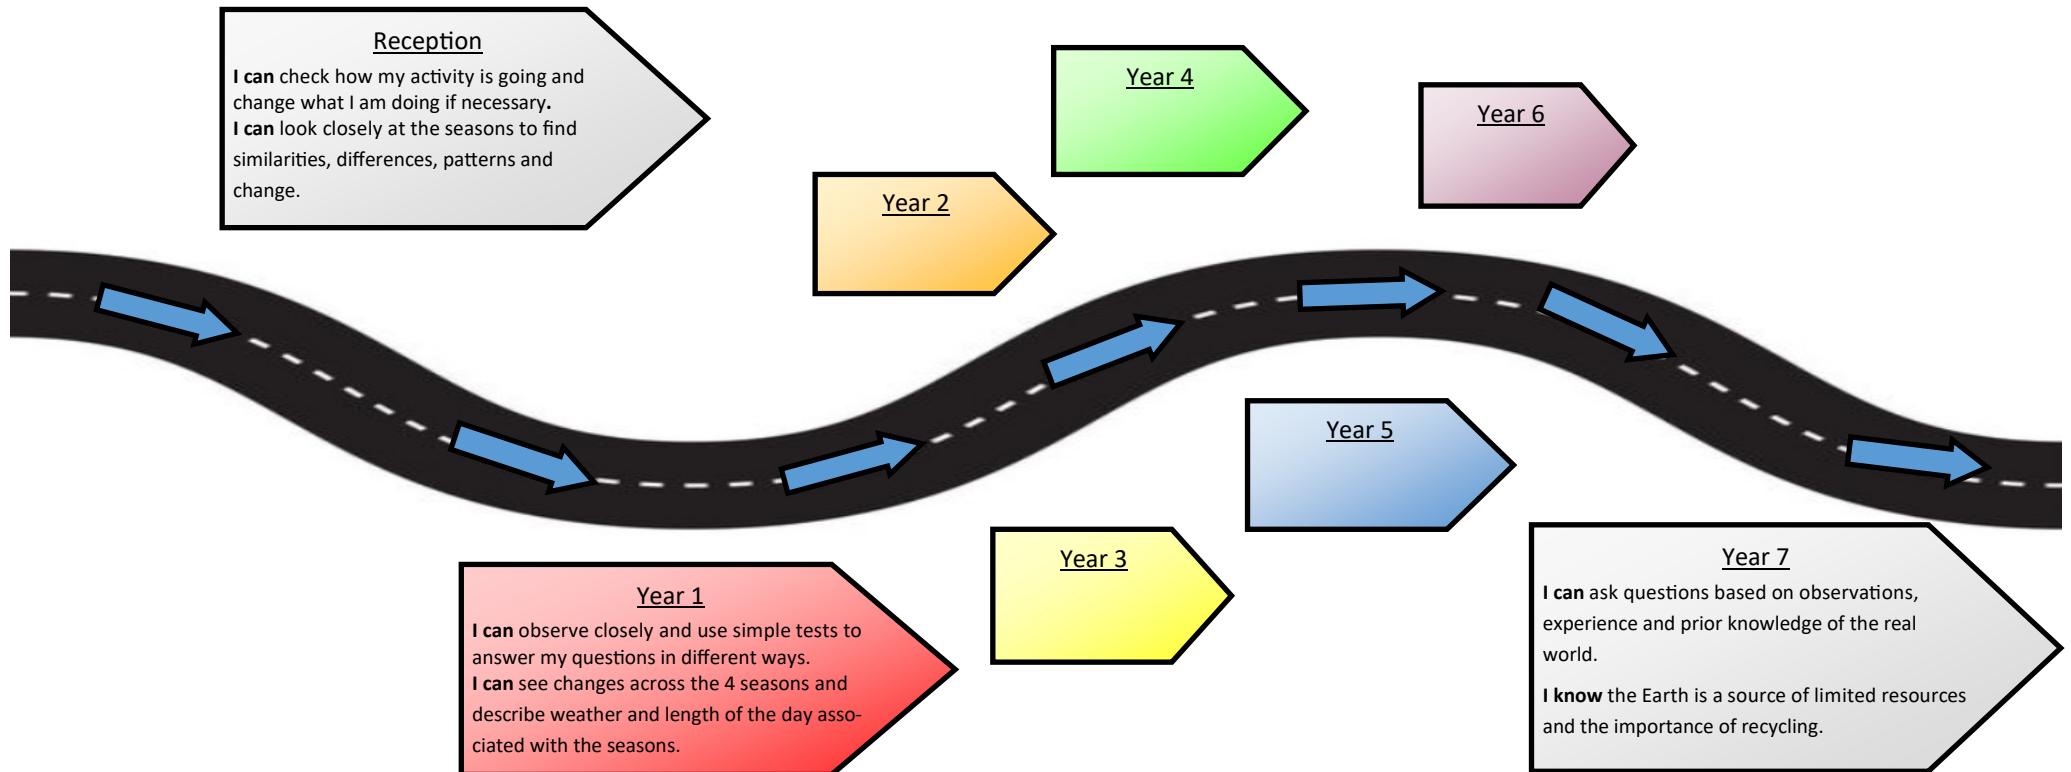 Reception
I can check how my activity is going and
change what I am doing if necessary.
I can look closely at the seasons to find
similarities, differences, patterns and
change.
Year 1
I can observe closely and use simple tests to
answer my questions in different ways.
I can see changes across the 4 seasons and
describe weather and length of the day asso-
ciated with the seasons.
Year 2
Year 3
Year 4
Year 5
Year 6
Year 7
I can ask questions based on observations,
experience and prior knowledge of the real
world.
I know the Earth is a source of limited resources
and the importance of recycling.